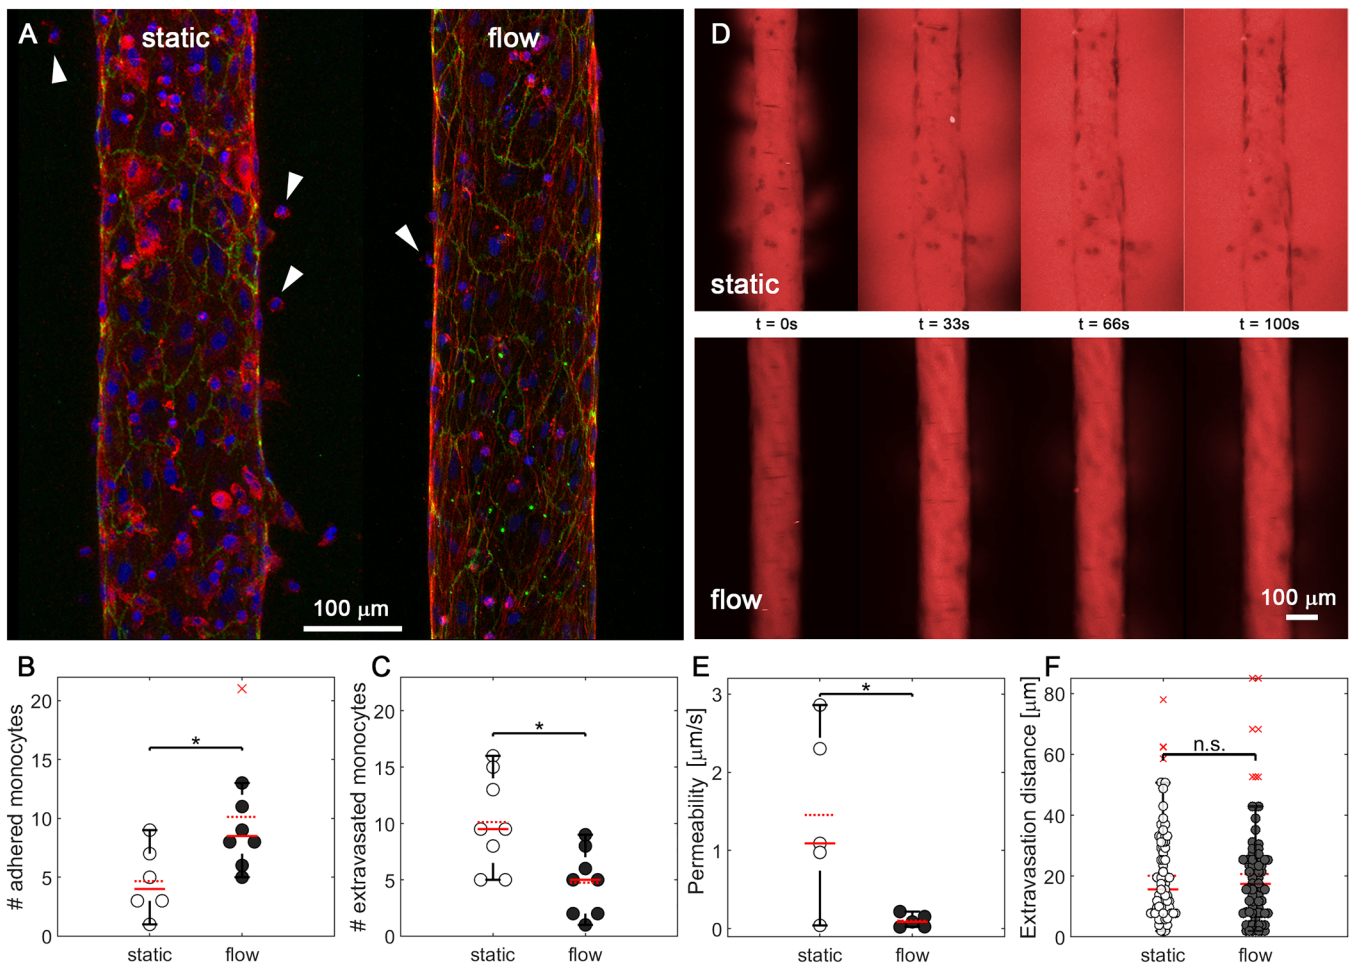 A
static
flow
100 µm
D
static
t = 0s
t = 33s
t = 66s
t = 100s
flow
100 µm
B
# adhered monocytes
20
15
10
5
0
*
static
flow
C
# extravasated monocytes
20
15
10
5
0
*
static
flow
E
Permeability [µm/s]
3
2
1
0
*
static
flow
F
Extravasation distance [µm]
80
60
40
20
0
n.s.
static
flow